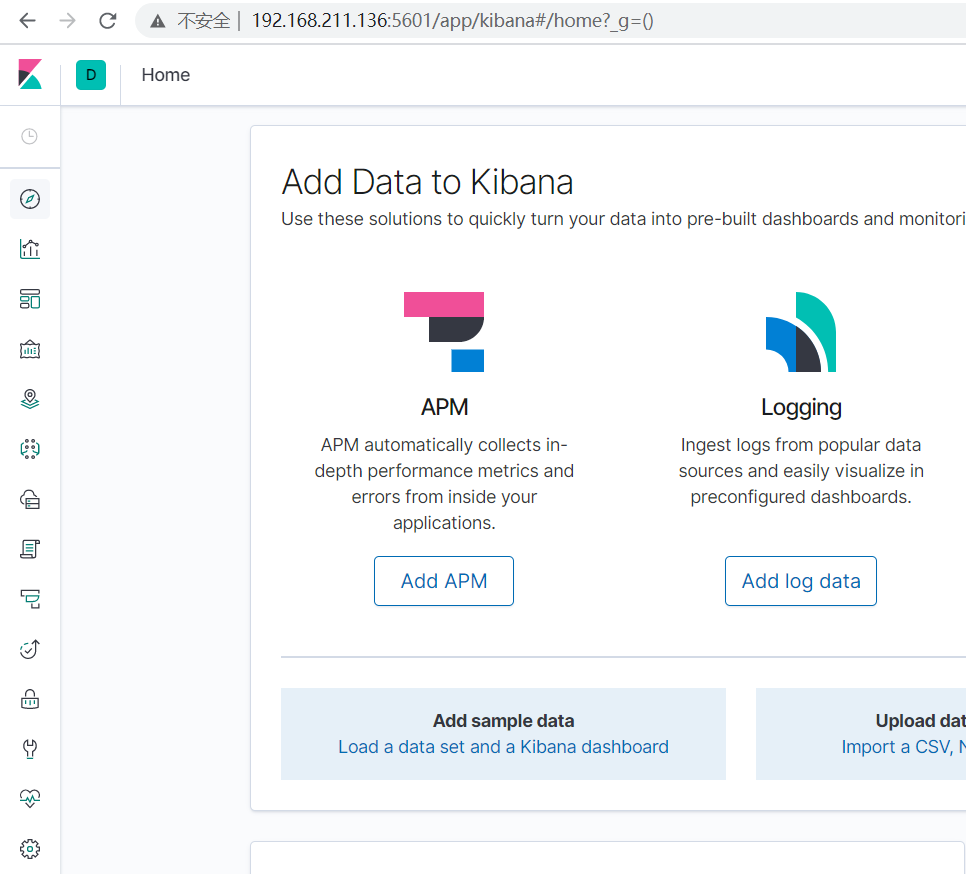 不安全 | 192.168.211.136:5601/app/kibana#/home?_g=()
D Home
Add Data to Kibana
Use these solutions to quickly turn your data into pre-built dashboards and monitori
APM
APM automatically collects in-
depth performance metrics and
errors from inside your
applications.
Add APM
Logging
Ingest logs from popular data
sources and easily visualize in
preconfigured dashboards.
Add log data
Add sample data
Load a data set and a Kibana dashboard
Upload dat
Import a CSV, N